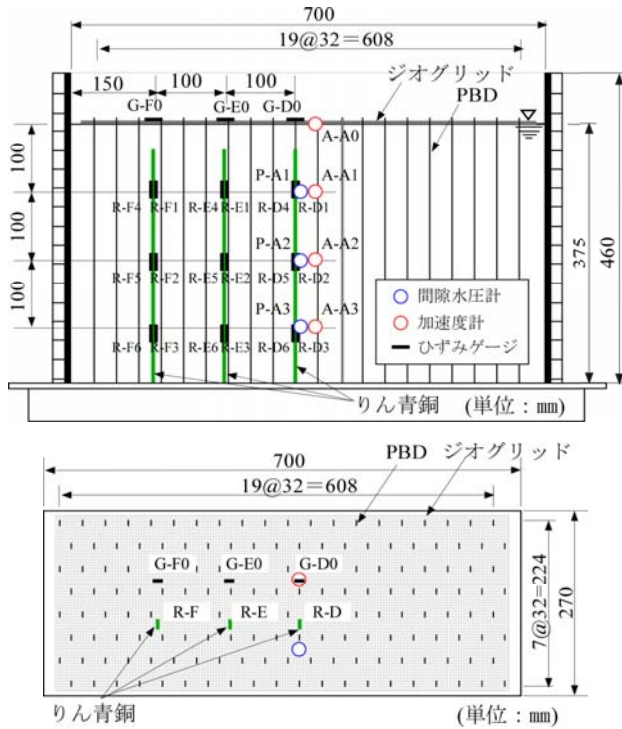 700
19@32＝608
150
100
100
ジオグリッド
G-F0
G-E0
G-D0
PBD
A-A0
100
P-A1
A-A1
R-F4
R-F1
R-E4
R-E1
R-D4
R-D1
100
P-A2
A-A2
R-F5
R-F2
R-E5
R-E2
R-D5
R-D2
375
460
100
P-A3
A-A3
R-F6
R-F3
R-E6
R-E3
R-D6
R-D3
間隙水圧計
加速度計
ひずみゲージ
りん青銅
(単位：mm)
PBD
ジオグリッド
700
19@32＝608
G-F0
G-E0
G-D0
R-F
R-E
R-D
7@32=224
270
りん青銅
(単位：mm)